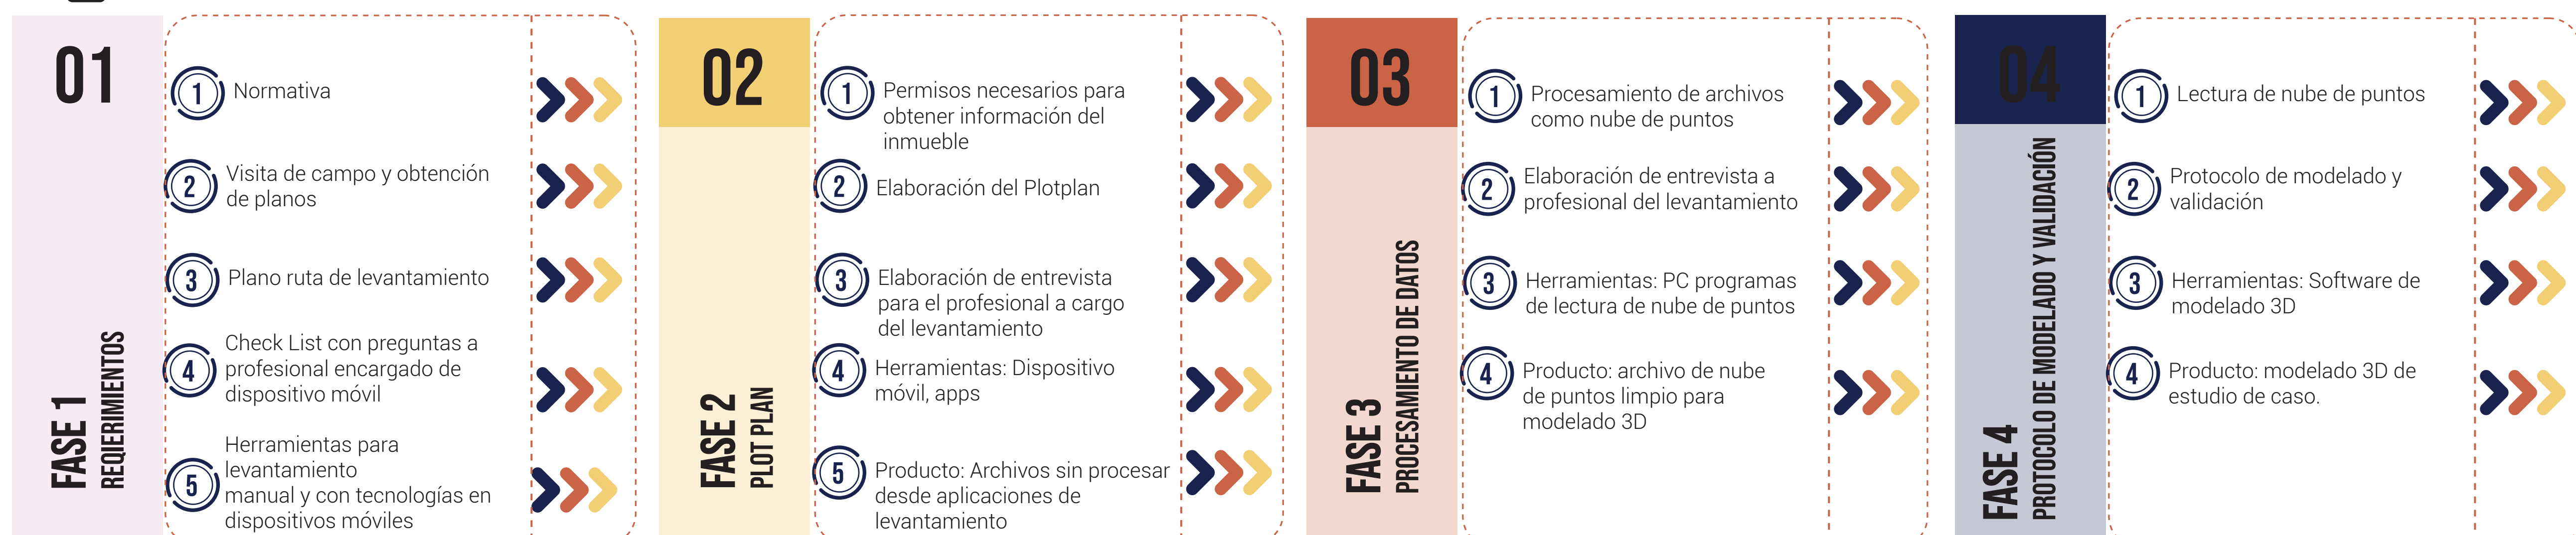 01
FASE 1
REQIERIMIENTOS
1
Normativa
2
Visita de campo y obtención
de planos
3
Plano ruta de levantamiento
4
Check List con preguntas a
profesional encargado de
dispositivo móvil
5
Herramientas para
levantamiento
manual y con tecnologías en
dispositivos móviles
02
FASE 2
PLOT PLAN
1
Permisos necesarios para
obtener información del
inmueble
2
Elaboración del Plotplan
3
Elaboración de entrevista
para el profesional a cargo
del levantamiento
4
Herramientas: Dispositivo
móvil, apps
5
Producto: Archivos sin procesar
desde aplicaciones de
levantamiento
03
FASE 3
PROCESAMIENTO DE DATOS
1
Procesamiento de archivos
como nube de puntos
2
Elaboración de entrevista a
profesional del levantamiento
3
Herramientas: PC programas
de lectura de nube de puntos
4
Producto: archivo de nube
de puntos limpio para
modelado 3D
04
FASE 4
PROTOCOLO DE MODELADO Y VALIDACIÓN
1
Lectura de nube de puntos
2
Protocolo de modelado y
validación
3
Herramientas: Software de
modelado 3D
4
Producto: modelado 3D de
estudio de caso.